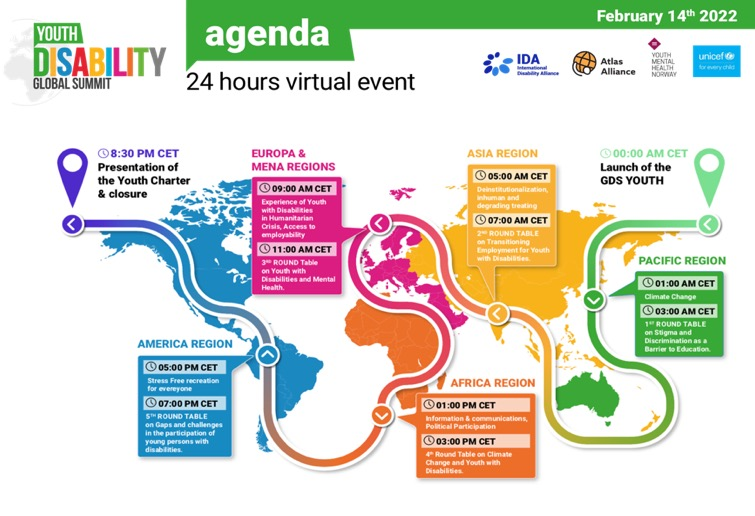 February 14th 2022
YOUTH
DISABILITY
GLOBAL SUMMIT
agenda
24 hours virtual event
IDA
International
Disability Alliance
Atlas
Alliance
YOUTH
MENTAL
HEALTH
NORWAY
unicef
for every child
8:30 PM CET
Presentation of
the Youth Charter
& closure
EUROPA &
MENA REGIONS
09:00 AM CET
Experience of Youth
with Disabilities
in Humanitarian
Crisis, Access to
employability
11:00 AM CET
3RD ROUND Table
on Youth with
Disabilities and Mental
Health.
ASIA REGION
05:00 AM CET
Deinstitutionalization,
Inhuman and
degrading treating
07:00 AM CET
2ND ROUND TABLE
on Transitioning
Employment for Youth
with Disabilities.
00:00 AM CET
Launch of the
GDS YOUTH
PACIFIC REGION
01:00 AM CET
Climate Change
03:00 AM CET
1ST ROUND TABLE
on Stigma and
Discrimination as a
Barrier to Education.
AMERICA REGION
05:00 PM CET
Stress Free recreation
for evereyone
07:00 PM CET
5TH ROUND TABLE
on Gaps and challenges
in the participation of
young persons with
disabilities.
AFRICA REGION
01:00 PM CET
Information & communications,
Political Participation
03:00 PM CET
4th Round Table on Climate
Change and Youth with
Disabilities.